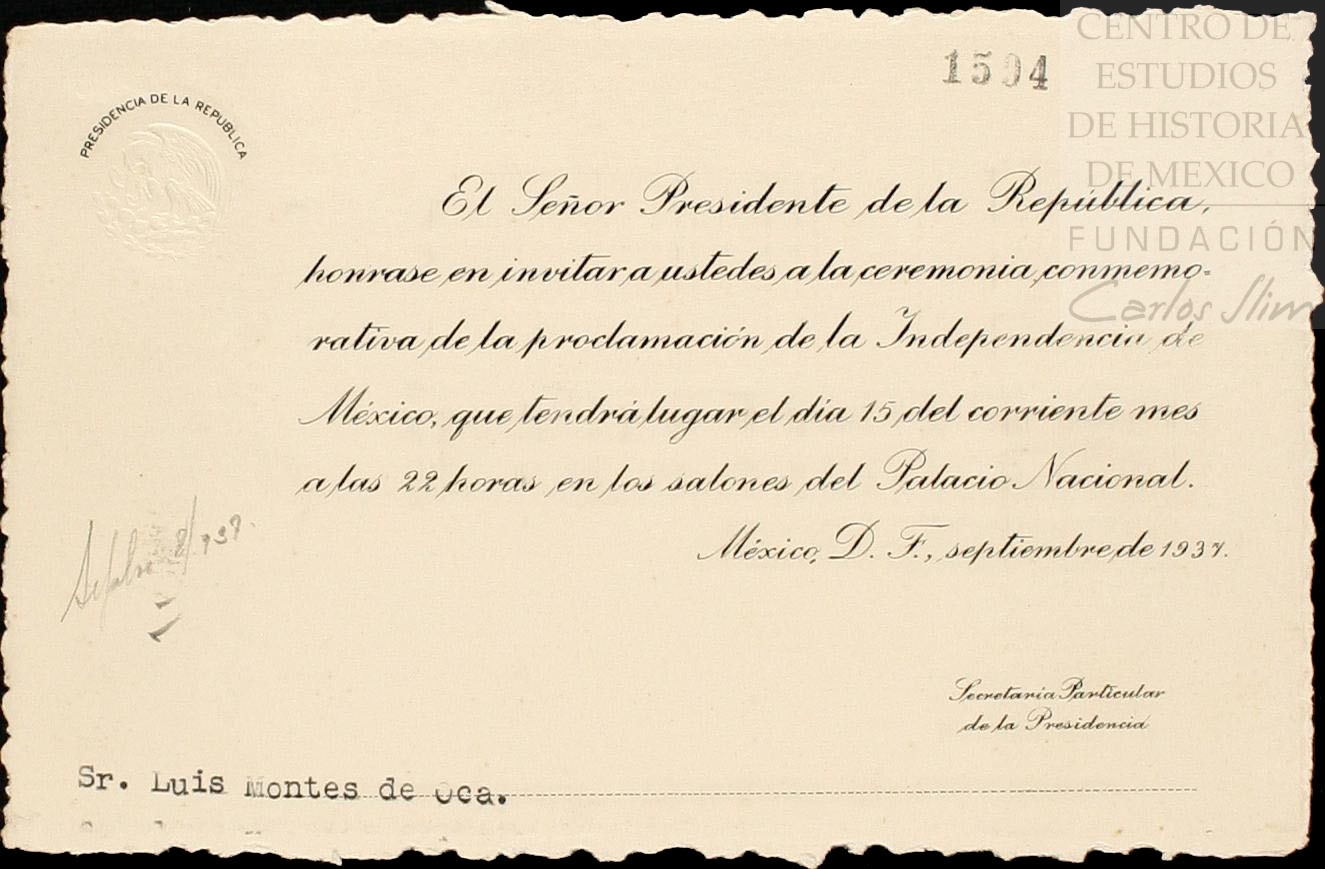 PRESIDENCIA DE LA REPUBLICA
1504
CENTRO DE
ESTUDIOS
DE HISTORIA
DE MEXICO
FUNDACIÓN
Carlos Slim
El Señor Presidente de la República,
honrase en invitar a ustedes a la ceremonia conmemo=
rativa de la proclamación de la Independencia de
México, que tendrá lugar el día 15 del corriente mes
a las 22 horas en los salones del Palacio Nacional.
México, D. F., septiembre de 1937.
Secretaría Particular
de la Presidencia
Sr. Luis Montes de Oca.